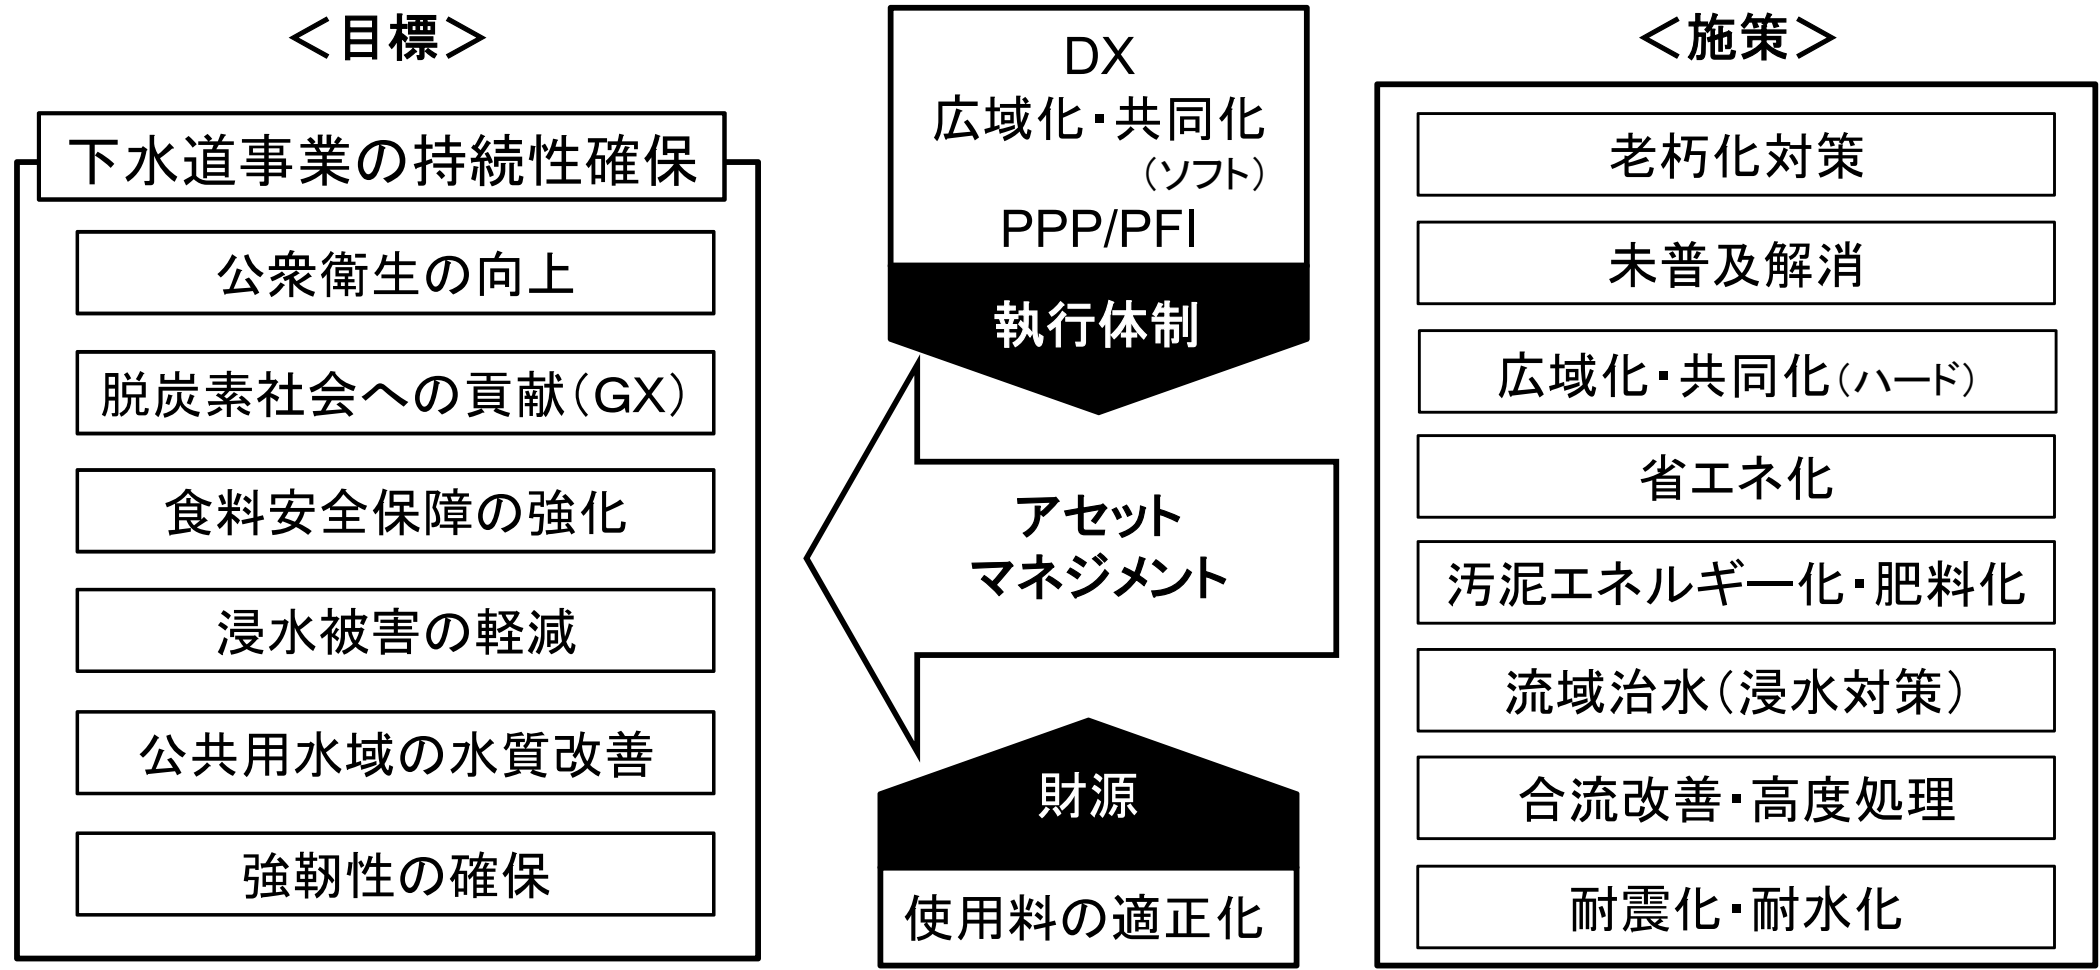 ＜目標＞
下水道事業の持続性確保
公衆衛生の向上
脱炭素社会への貢献（GX）
食料安全保障の強化
浸水被害の軽減
公共用水域の水質改善
強靱性の確保
DX
広域化・共同化
（ソフト）
PPP/PFI
執行体制
アセット
マネジメント
財源
使用料の適正化
＜施策＞
老朽化対策
未普及解消
広域化・共同化（ハード）
省エネ化
汚泥エネルギー化・肥料化
流域治水（浸水対策）
合流改善・高度処理
耐震化・耐水化